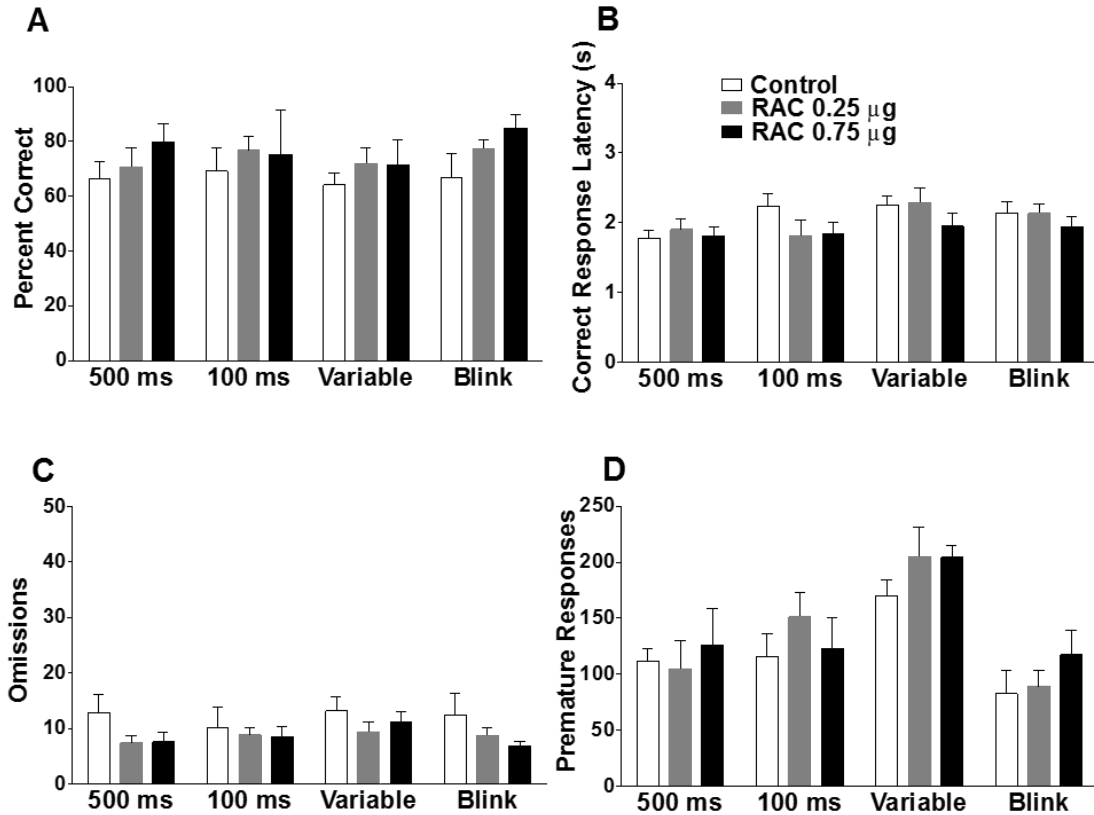 A
Percent Correct
100
80
60
40
20
0
500 ms 100 ms Variable Blink
B
Correct Response Latency (s)
4
3
2
1
0
Control
RAC 0.25 μg
RAC 0.75 μg
500 ms 100 ms Variable Blink
C
Omissions
50
40
30
20
10
0
500 ms 100 ms Variable Blink
D
Premature Responses
250
200
150
100
50
0
500 ms 100 ms Variable Blink